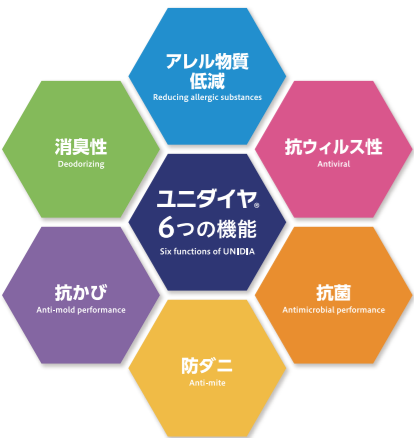 アレル物質
低減
Reducing allergic substances
消臭性
Deodorizing
抗ウィルス性
Antiviral
ユニダイヤ®
6つの機能
Six functions of UNIDIA
抗かび
Anti-mold performance
抗菌
Antimicrobial performance
防ダニ
Anti-mite